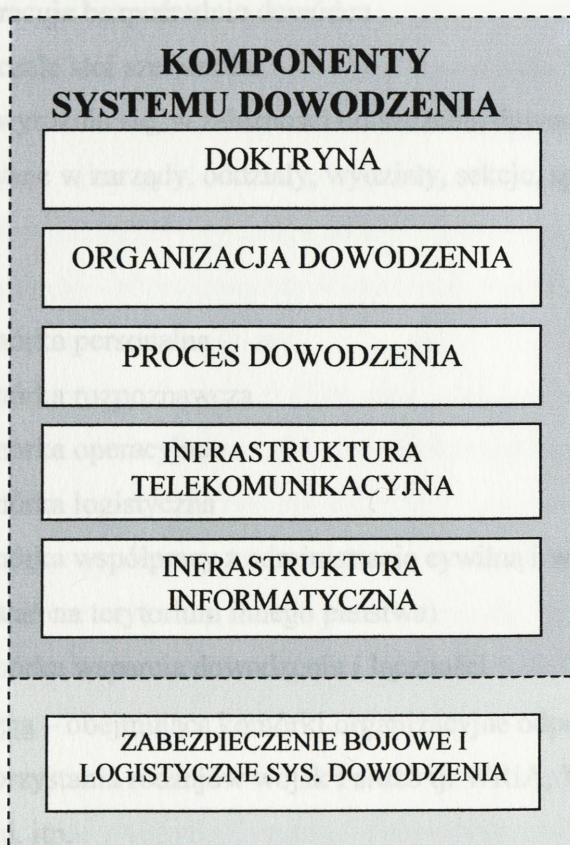 KOMPONENTY
SYSTEMU DOWODZENIA
DOKTRYNA
ORGANIZACJA DOWODZENIA
PROCES DOWODZENIA
INFRASTRUKTURA
TELEKOMUNIKACYJNA
INFRASTRUKTURA
INFORMATYCZNA
ZABEZPIECZENIE BOJOWE I
LOGISTYCZNE SYS. DOWODZENIA